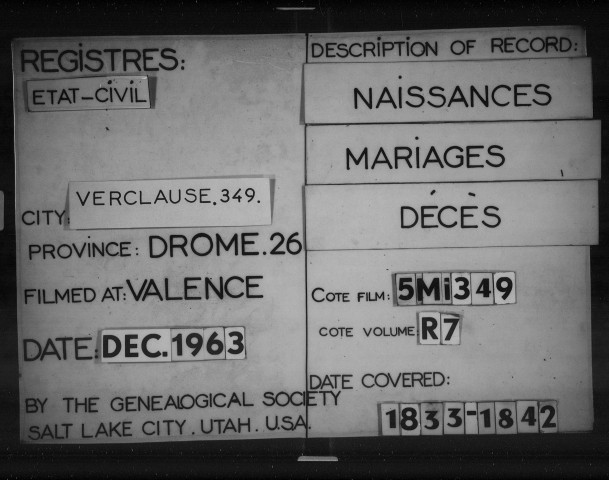 REGISTRES:
ETAT-CIVIL
CITY: VERCLAUSE.349.
PROVINCE: DROME.26
FILMED AT: VALENCE
DATE: DEC.1963
BY THE GENEALOGICAL SOCIETY
SALT LAKE CITY. UTAH. U.S.A.
DESCRIPTION OF RECORD:
NAISSANCES
MARIAGES
DÉCÈS
COTE FILM: 5Mi349
COTE VOLUME: R7
DATE COVERED:
1833-1842